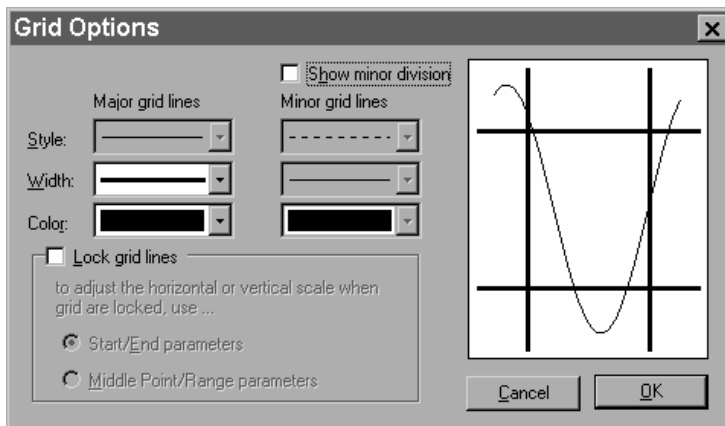 Grid Options
Show minor division
Major grid lines Minor grid lines
Style:
Width:
Color:
Lock grid lines
to adjust the horizontal or vertical scale when
grid are locked, use ...
Start/End parameters
Middle Point/Range parameters
Cancel OK